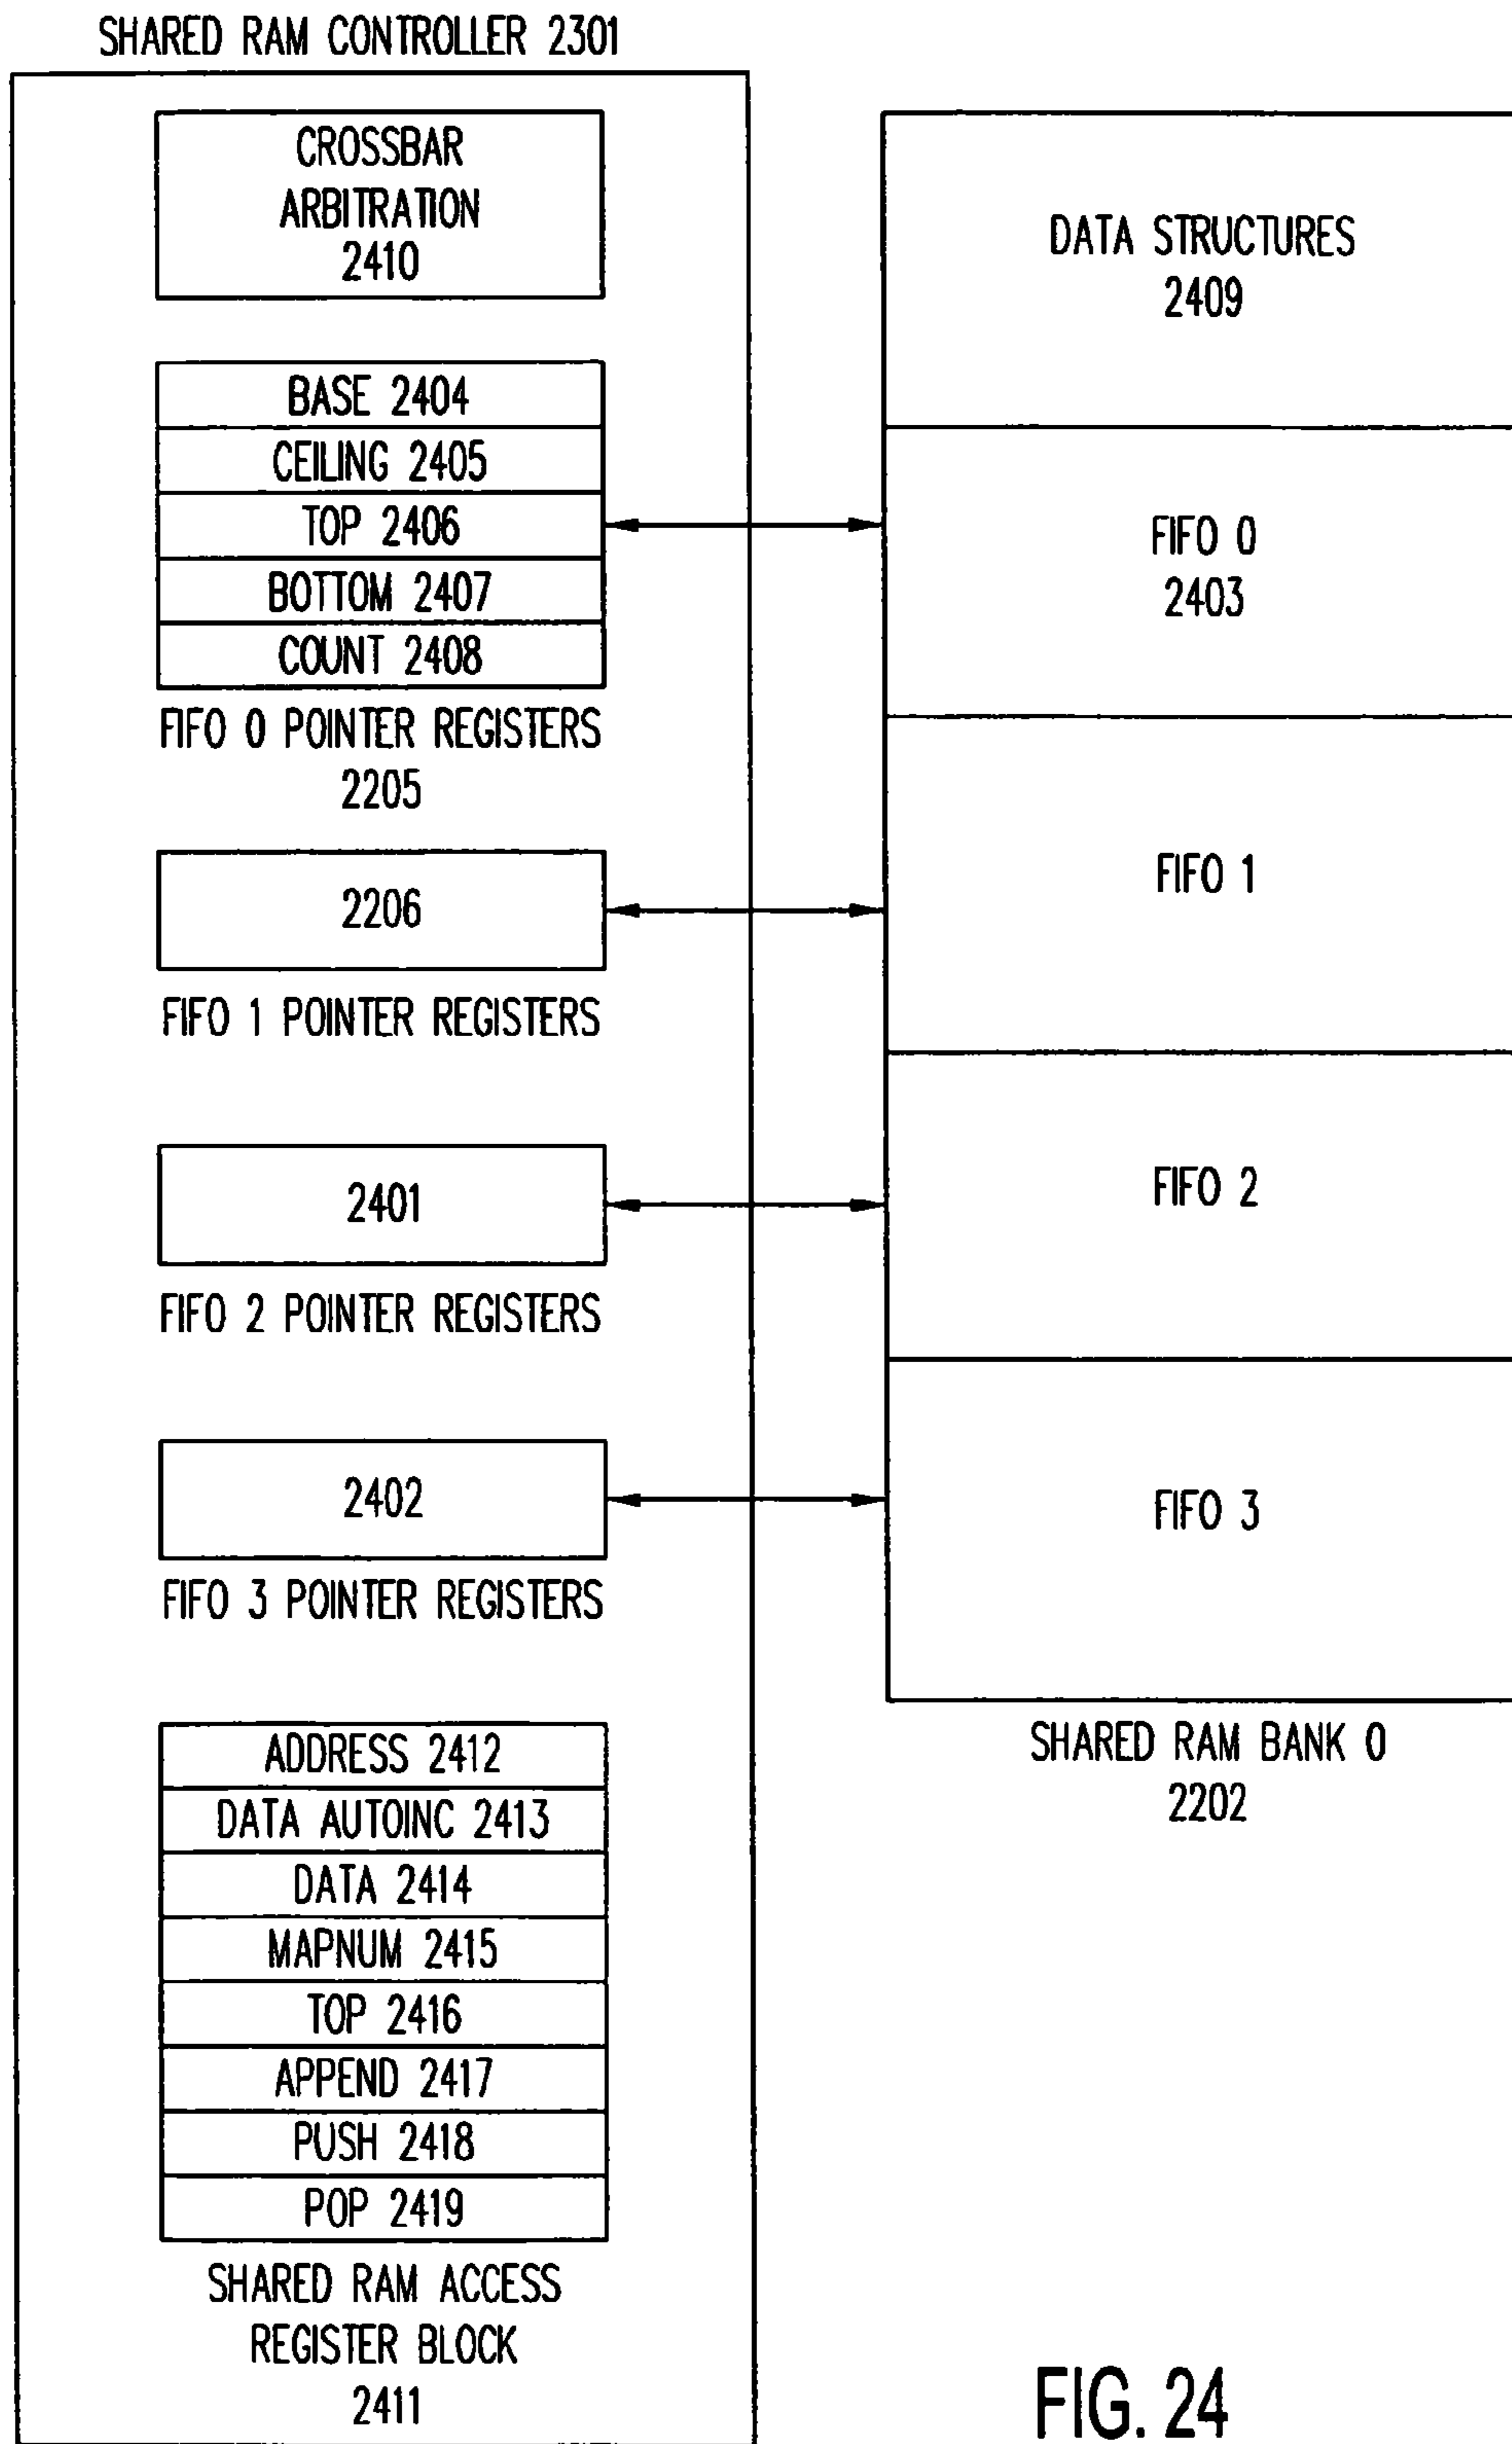 SHARED RAM CONTROLLER 2301
CROSSBAR
ARBITRATION
2410
BASE 2404
CEILING 2405
TOP 2406
BOTTOM 2407
COUNT 2408
FIFO 0 POINTER REGISTERS
2205
2206
FIFO 1 POINTER REGISTERS
2401
FIFO 2 POINTER REGISTERS
2402
FIFO 3 POINTER REGISTERS
ADDRESS 2412
DATA AUTOINC 2413
DATA 2414
MAPNUM 2415
TOP 2416
APPEND 2417
PUSH 2418
POP 2419
SHARED RAM ACCESS
REGISTER BLOCK
2411
DATA STRUCTURES
2409
FIFO 0
2403
FIFO 1
FIFO 2
FIFO 3
SHARED RAM BANK 0
2202
FIG. 24